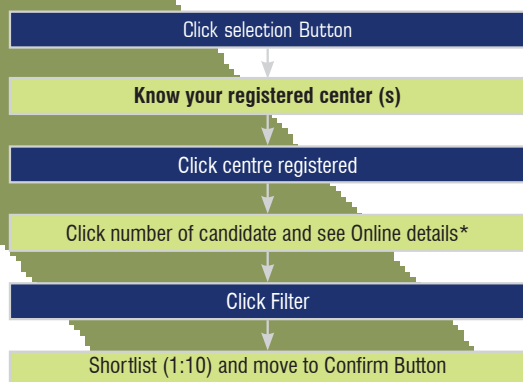 Click selection Button
Know your registered center (s)
Click centre registered
Click number of candidate and see Online details*
Click Filter
Shortlist (1:10) and move to Confirm Button